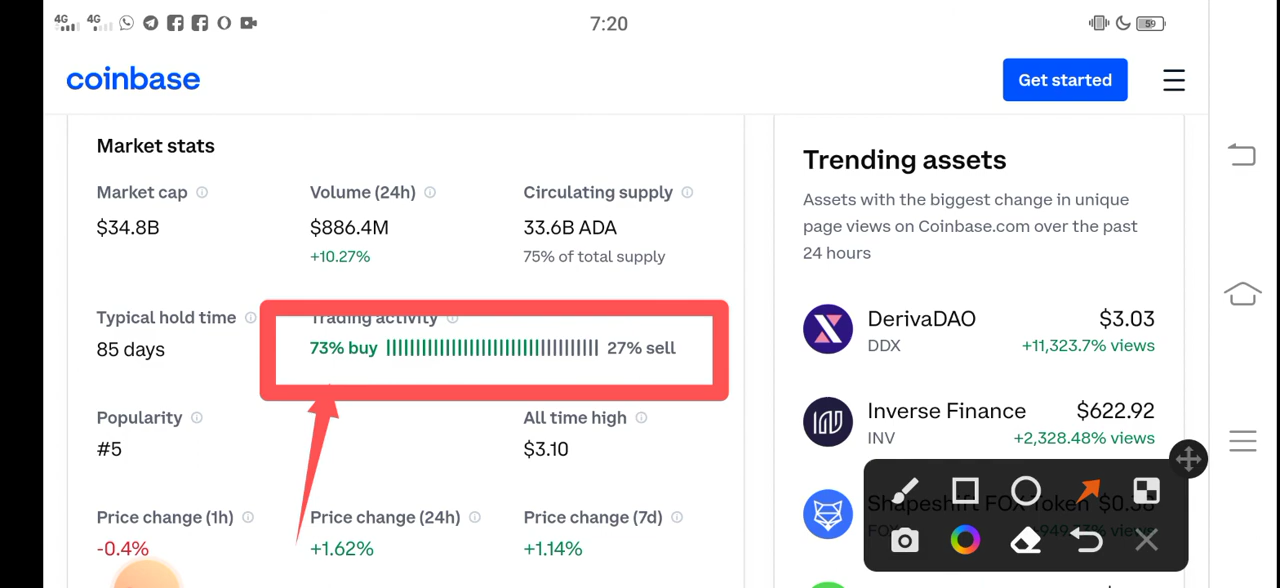 4G 4G 7:20 59
coinbase
Get started
Market stats
Market cap Volume (24h) Circulating supply
$34.8B $886.4M 33.6B ADA
+10.27% 75% of total supply
Typical hold time Trading activity
85 days 73% buy 27% sell
Popularity All time high
#5 $3.10
Price change (1h) Price change (24h) Price change (7d)
-0.4% +1.62% +1.14%
Trending assets
Assets with the biggest change in unique
page views on Coinbase.com over the past
24 hours
DerivaDAO $3.03
DDX +11,323.7% views
Inverse Finance $622.92
INV +2,328.48% views
Shapeshift FOX Token